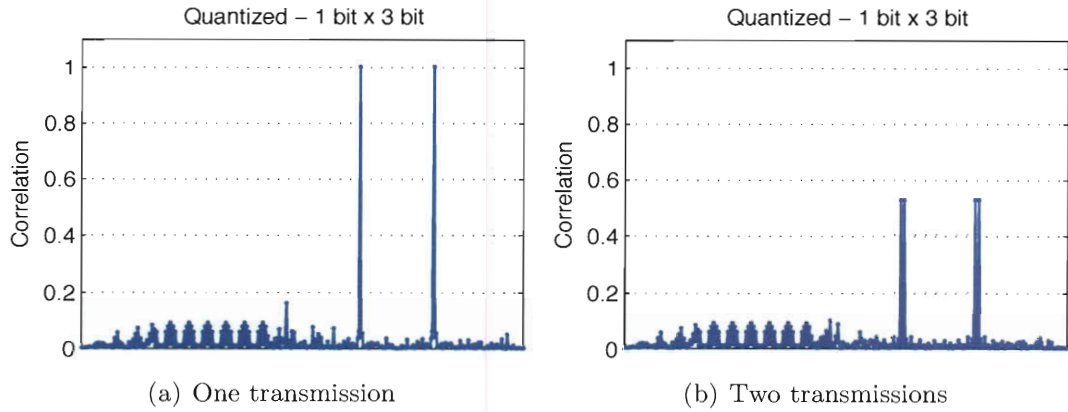 Quantized – 1 bit x 3 bit
Correlation
1
0.8
0.6
0.4
0.2
0
(a) One transmission
Quantized – 1 bit x 3 bit
Correlation
1
0.8
0.6
0.4
0.2
0
(b) Two transmissions